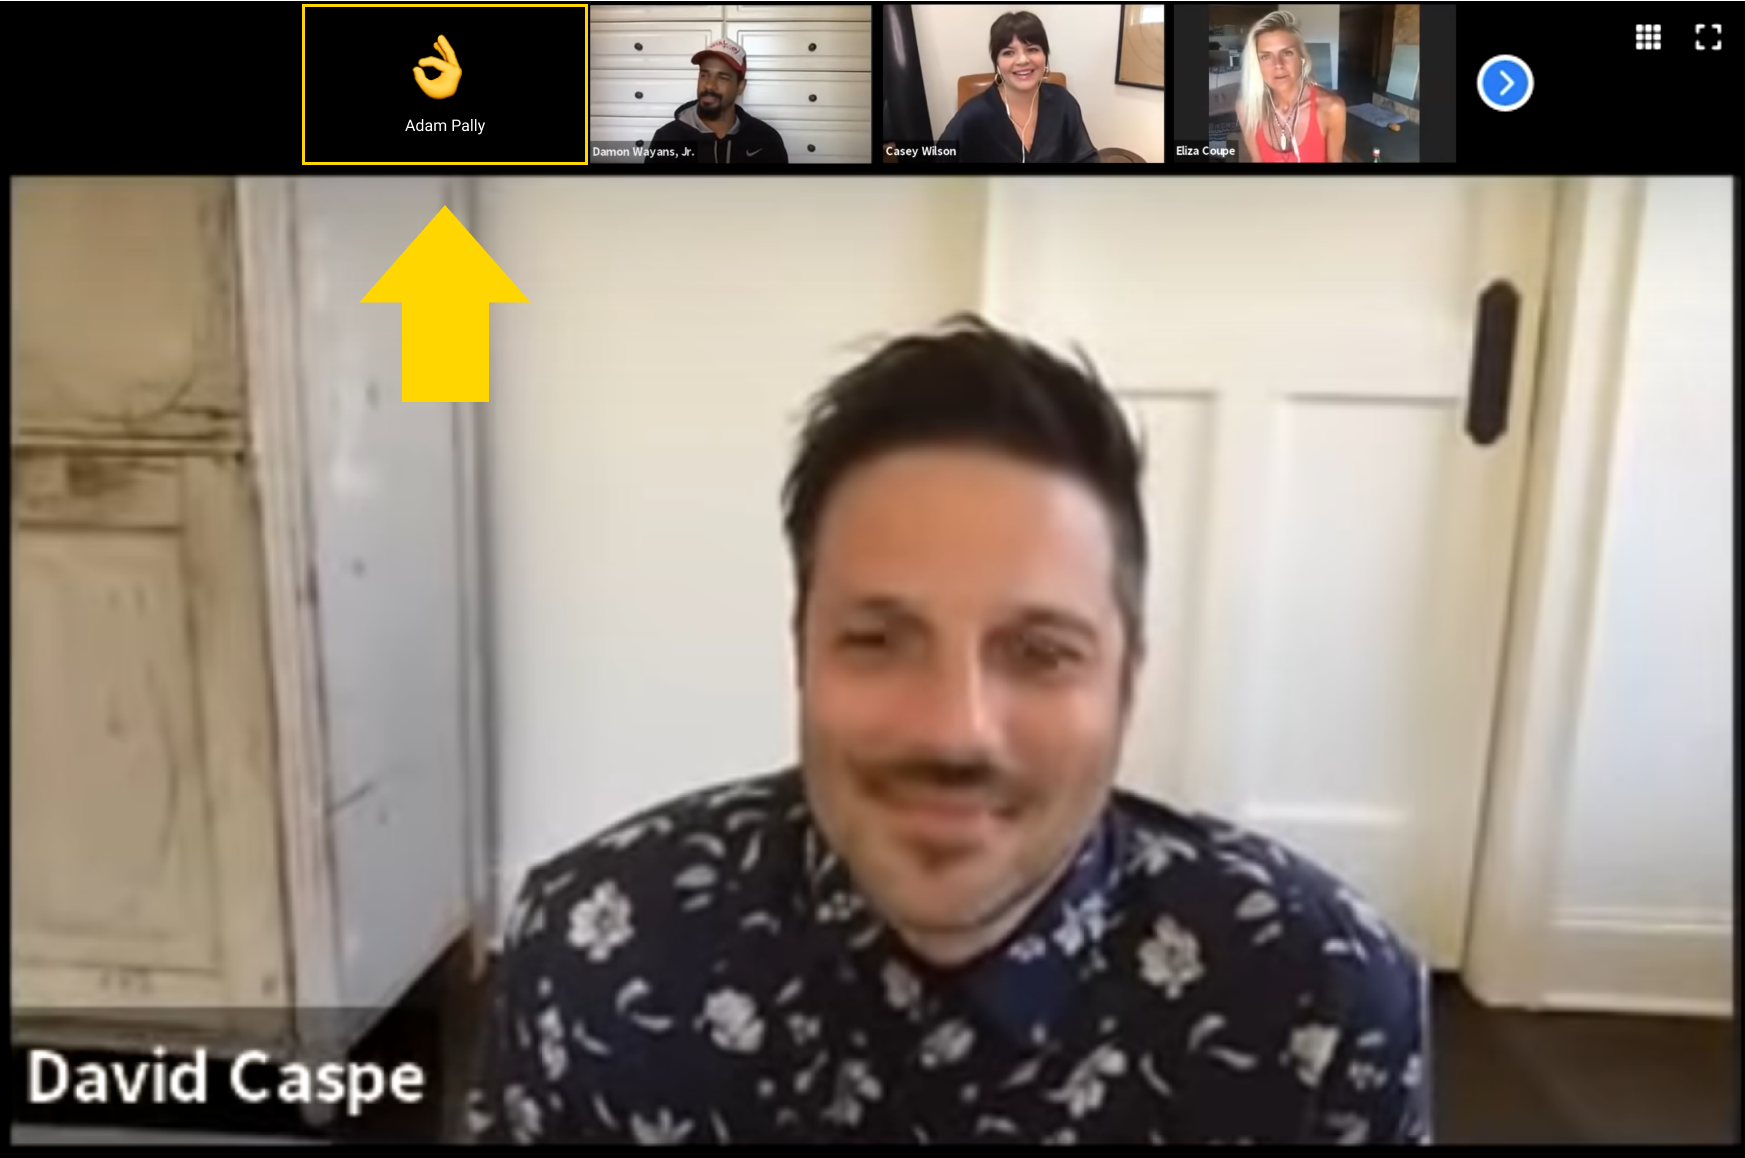 Adam Pally
Damon Wayans, Jr.
Casey Wilson
Eliza Coupe
David Caspe